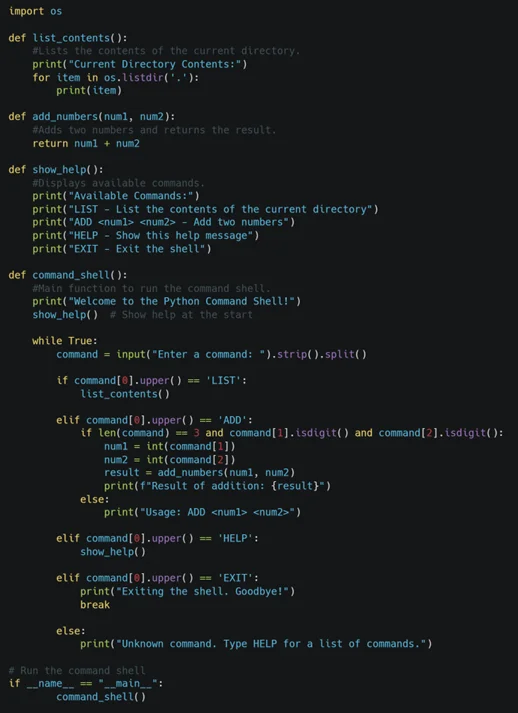 import os

def list_contents():
    #Lists the contents of the current directory.
    print("Current Directory Contents:")
    for item in os.listdir('.'):
        print(item)

def add_numbers(num1, num2):
    #Adds two numbers and returns the result.
    return num1 + num2

def show_help():
    #Displays available commands.
    print("Available Commands:")
    print("LIST - List the contents of the current directory")
    print("ADD <num1> <num2> - Add two numbers")
    print("HELP - Show this help message")
    print("EXIT - Exit the shell")

def command_shell():
    #Main function to run the command shell.
    print("Welcome to the Python Command Shell!")
    show_help()  # Show help at the start

    while True:
        command = input("Enter a command: ").strip().split()

        if command[0].upper() == 'LIST':
            list_contents()

        elif command[0].upper() == 'ADD':
            if len(command) == 3 and command[1].isdigit() and command[2].isdigit():
                num1 = int(command[1])
                num2 = int(command[2])
                result = add_numbers(num1, num2)
                print(f"Result of addition: {result}")
            else:
                print("Usage: ADD <num1> <num2>")

        elif command[0].upper() == 'HELP':
            show_help()

        elif command[0].upper() == 'EXIT':
            print("Exiting the shell. Goodbye!")
            break

        else:
            print("Unknown command. Type HELP for a list of commands.")

# Run the command shell
if __name__ == "__main__":
        command_shell()